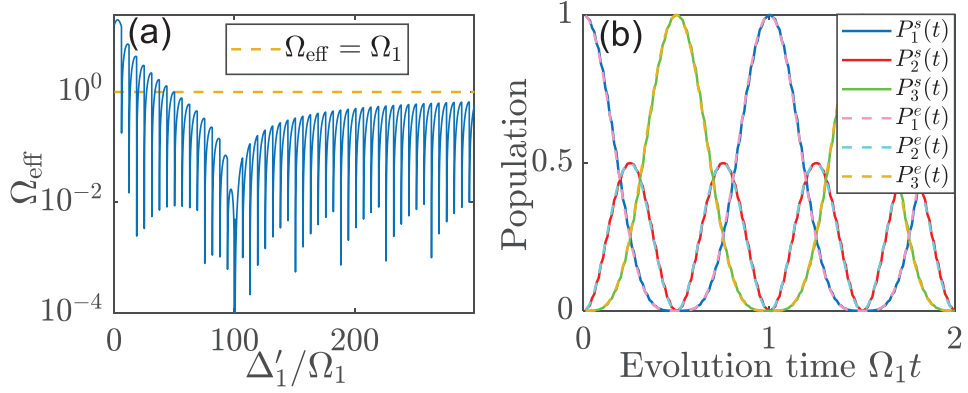 (a)
Ω_eff = Ω_1
10^0
10^-2
10^-4
Ω_eff
0
100
200
Δ′_1/Ω_1
(b)
1
0.5
0
Population
P_1^s(t)
P_2^s(t)
P_3^s(t)
P_1^e(t)
P_2^e(t)
P_3^e(t)
0
1
2
Evolution time Ω_1t